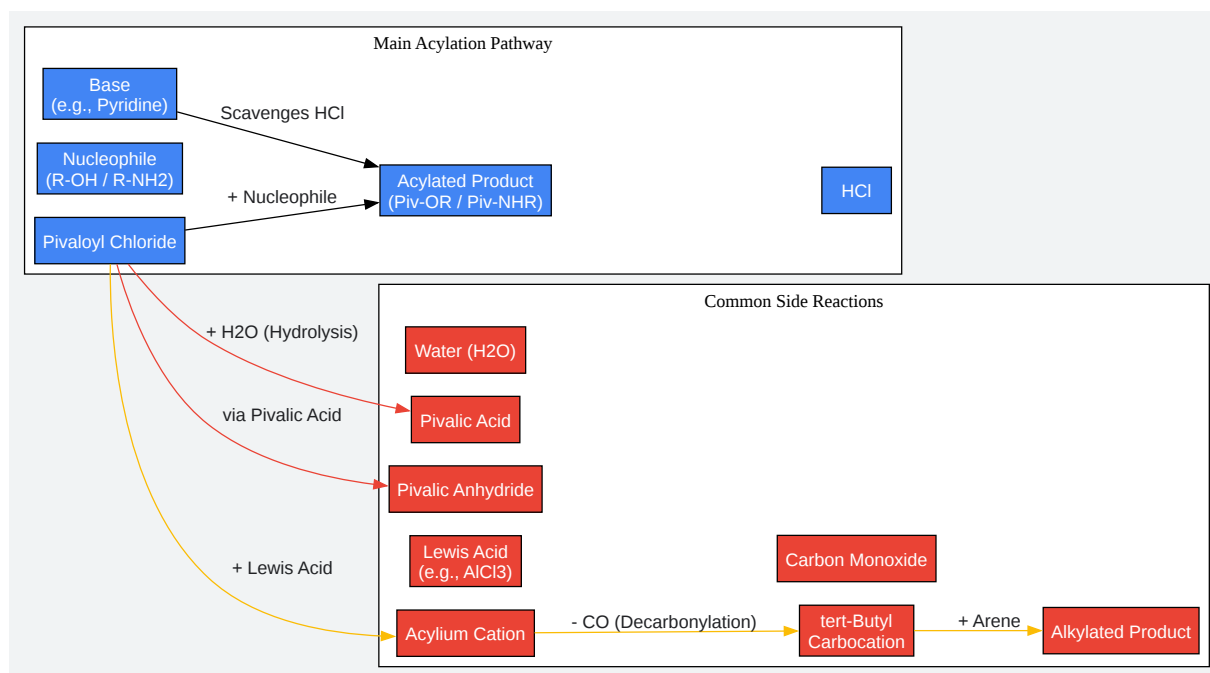 Main Acylation Pathway
Base
(e.g., Pyridine)
Scavenges HCl
Nucleophile
(R-OH / R-NH2)
Acylated Product
(Piv-OR / Piv-NHR)
HCl
+ Nucleophile
Pivaloyl Chloride
Common Side Reactions
+ H2O (Hydrolysis)
Water (H2O)
via Pivalic Acid
Pivalic Acid
Pivalic Anhydride
Lewis Acid
(e.g., AlCl3)
Carbon Monoxide
+ Lewis Acid
Acylium Cation
- CO (Decarbonylation)
tert-Butyl
Carbocation
+ Arene
Alkylated Product